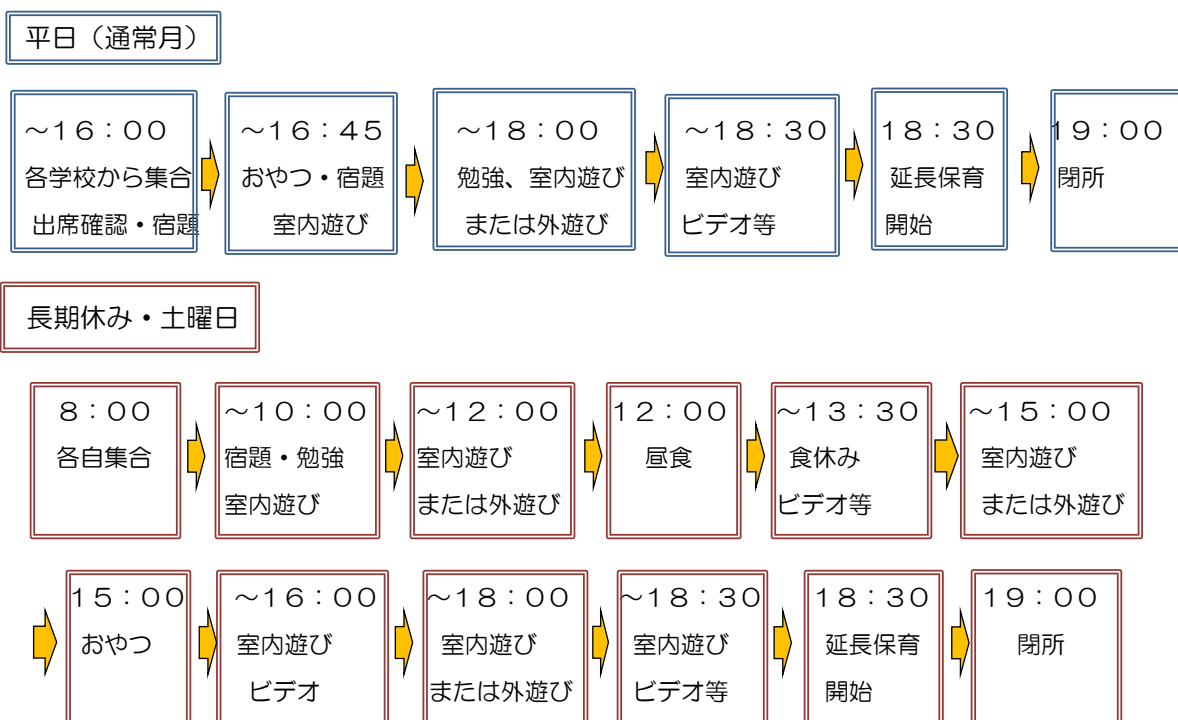 平日（通常月）
～１６：００
各学校から集合
出席確認・宿題
～１６：４５
おやつ・宿題
室内遊び
～１８：００
勉強、室内遊び
または外遊び
～１８：３０
室内遊び
ビデオ等
１８：３０
延長保育
開始
１９：００
閉所
長期休み・土曜日
８：００
各自集合
～１０：００
宿題・勉強
室内遊び
～１２：００
室内遊び
または外遊び
１２：００
昼食
～１３：３０
食休み
ビデオ等
～１５：００
室内遊び
または外遊び
１５：００
おやつ
～１６：００
室内遊び
ビデオ
～１８：００
室内遊び
または外遊び
～１８：３０
室内遊び
ビデオ等
１８：３０
延長保育
開始
１９：００
閉所